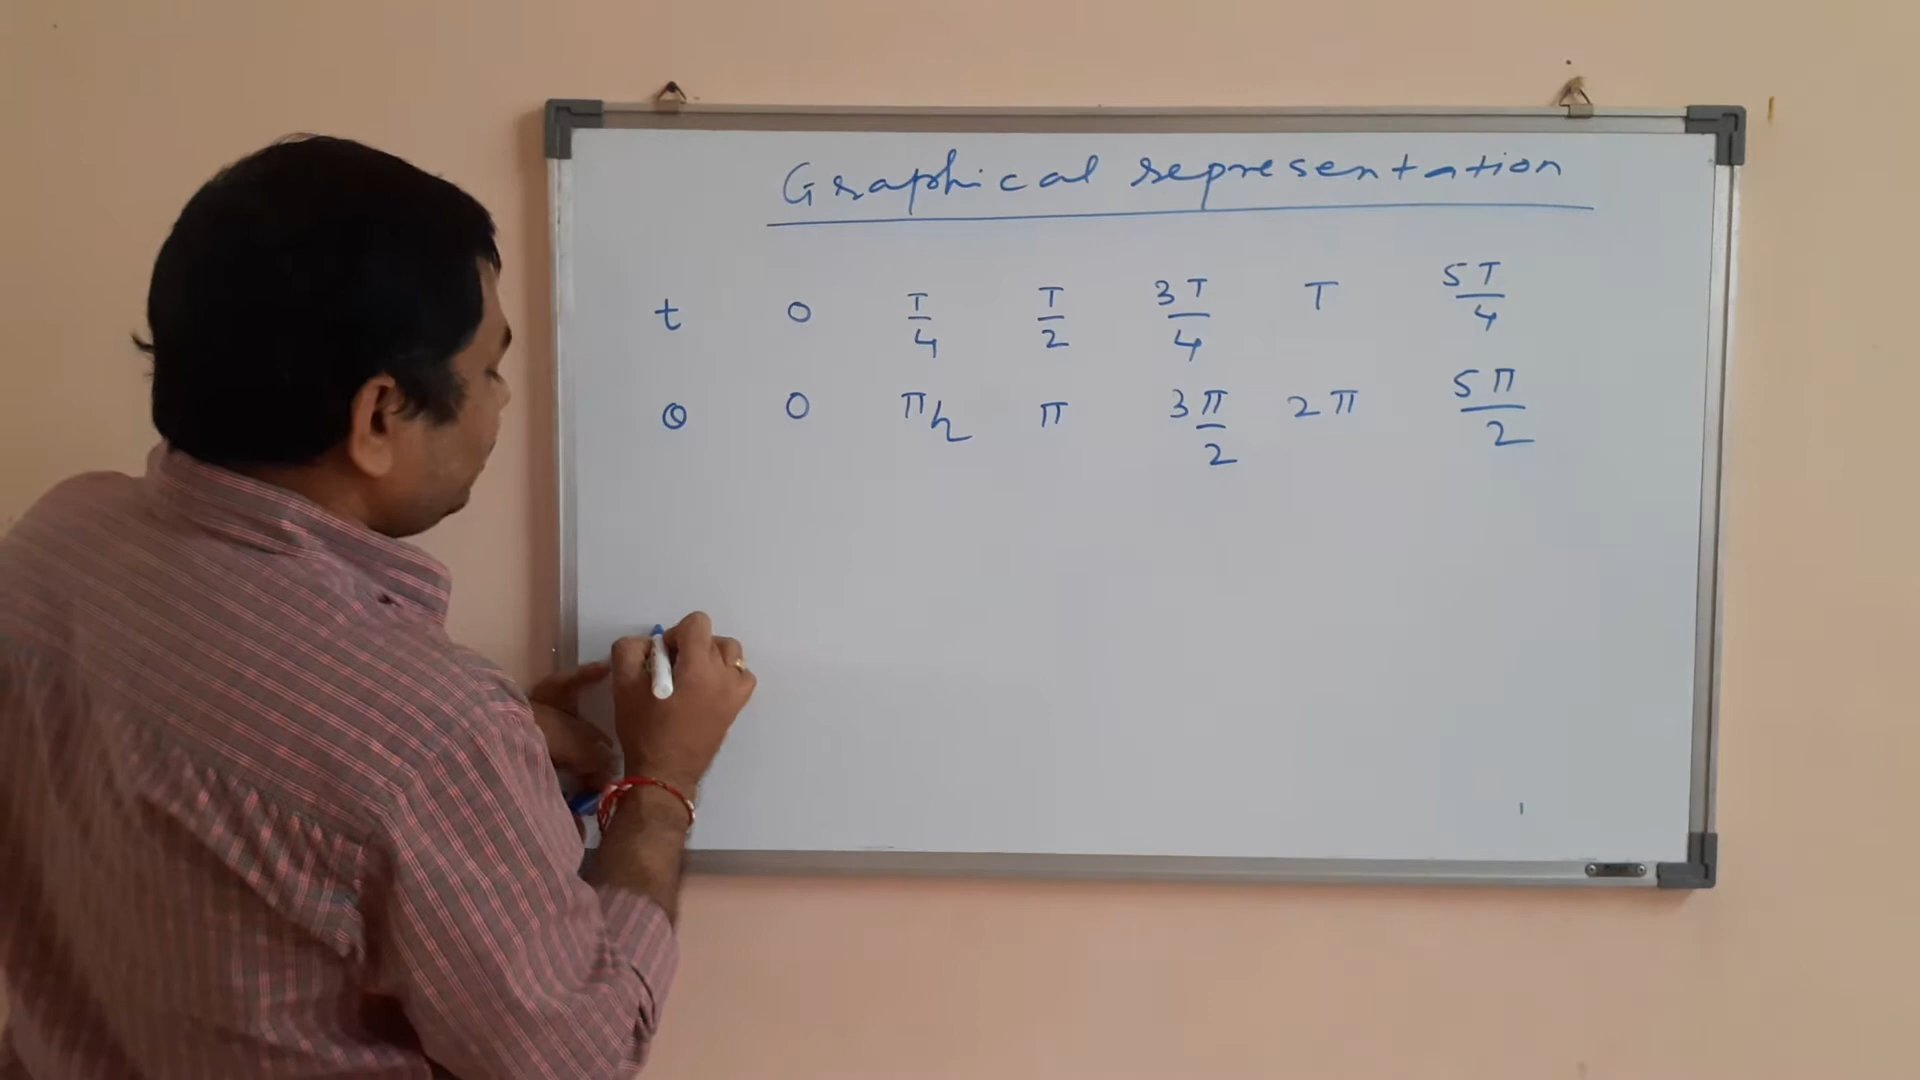 Graphical representation
t 0 T/4 T/2 3T/4 T 5T/4
θ 0 π/2 π 3π/2 2π 5π/2